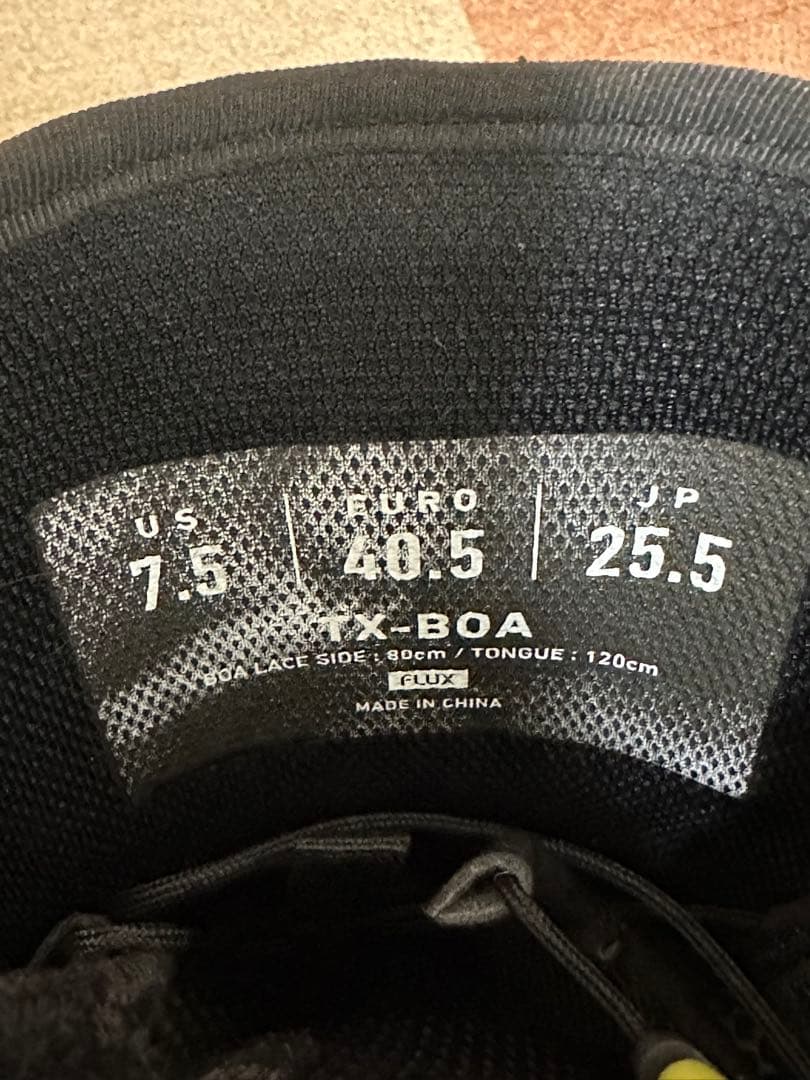 US | EURO | JP
7.5 | 40.5 | 25.5
TX-BOA
BOA LACE SIDE : 80cm / TONGUE : 120cm
FLUX
MADE IN CHINA